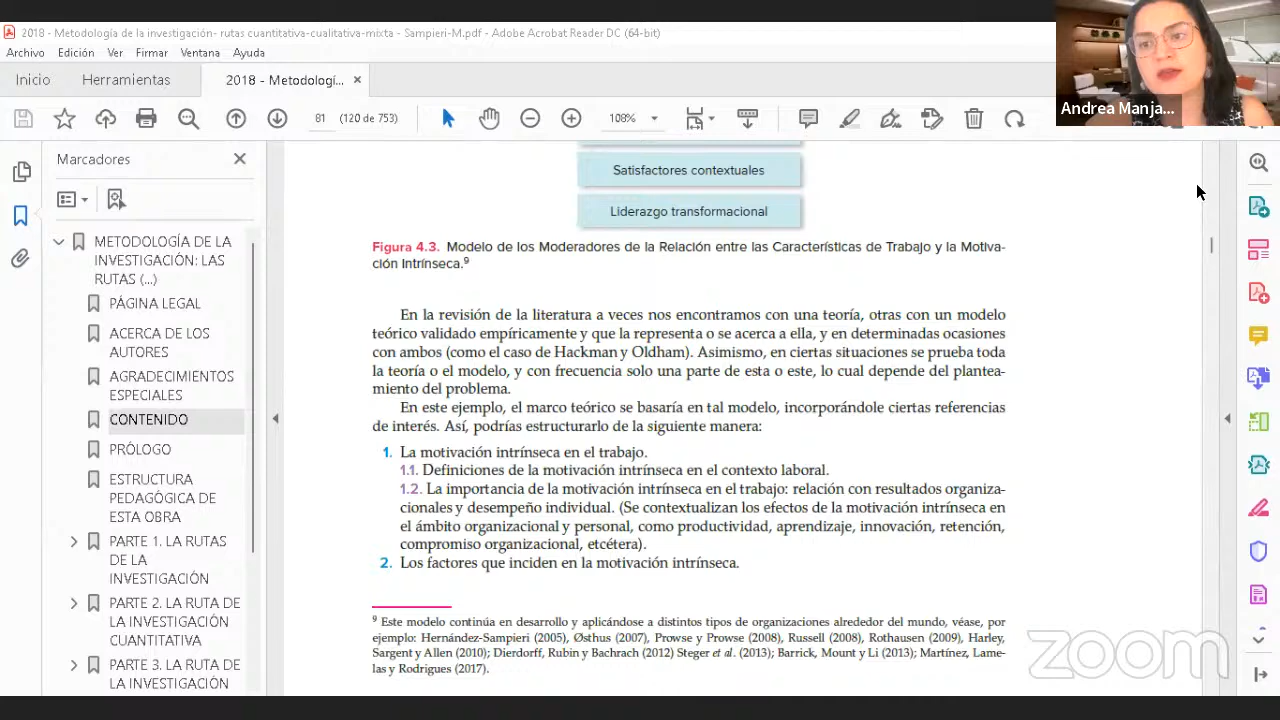 2018 - Metodología de la investigación- rutas cuantitativa-cualitativa-mixta - Sampieri-M.pdf - Adobe Acrobat Reader DC (64-bit)
Archivo Edición Ver Firmar Ventana Ayuda
Inicio Herramientas 2018 - Metodologí... ×
81 (120 de 753) 108%
Andrea Manja...
Marcadores
METODOLOGÍA DE LA
INVESTIGACIÓN: LAS
RUTAS (...)
PÁGINA LEGAL
ACERCA DE LOS
AUTORES
AGRADECIMIENTOS
ESPECIALES
CONTENIDO
PRÓLOGO
ESTRUCTURA
PEDAGÓGICA DE
ESTA OBRA
PARTE 1. LA RUTAS
DE LA
INVESTIGACIÓN
PARTE 2. LA RUTA DE
LA INVESTIGACIÓN
CUANTITATIVA
PARTE 3. LA RUTA DE
LA INVESTIGACIÓN
Satisfactores contextuales
Liderazgo transformacional
Figura 4.3. Modelo de los Moderadores de la Relación entre las Características de Trabajo y la Motiva-
ción Intrínseca.⁹
En la revisión de la literatura a veces nos encontramos con una teoría, otras con un modelo
teórico validado empíricamente y que la representa o se acerca a ella, y en determinadas ocasiones
con ambos (como el caso de Hackman y Oldham). Asimismo, en ciertas situaciones se prueba toda
la teoría o el modelo, y con frecuencia solo una parte de esta o este, lo cual depende del plantea-
miento del problema.
En este ejemplo, el marco teórico se basaría en tal modelo, incorporándole ciertas referencias
de interés. Así, podrías estructurarlo de la siguiente manera:
1. La motivación intrínseca en el trabajo.
1.1. Definiciones de la motivación intrínseca en el contexto laboral.
1.2. La importancia de la motivación intrínseca en el trabajo: relación con resultados organiza-
cionales y desempeño individual. (Se contextualizan los efectos de la motivación intrínseca en
el ámbito organizacional y personal, como productividad, aprendizaje, innovación, retención,
compromiso organizacional, etcétera).
2. Los factores que inciden en la motivación intrínseca.
⁹ Este modelo continúa en desarrollo y aplicándose a distintos tipos de organizaciones alrededor del mundo, véase, por
ejemplo: Hernández-Sampieri (2005), Østhus (2007), Prowse y Prowse (2008), Russell (2008), Rothausen (2009), Harley,
Sargent y Allen (2010); Dierdorff, Rubin y Bachrach (2012) Steger et al. (2013); Barrick, Mount y Li (2013); Martínez, Lame-
las y Rodrigues (2017).
zoom